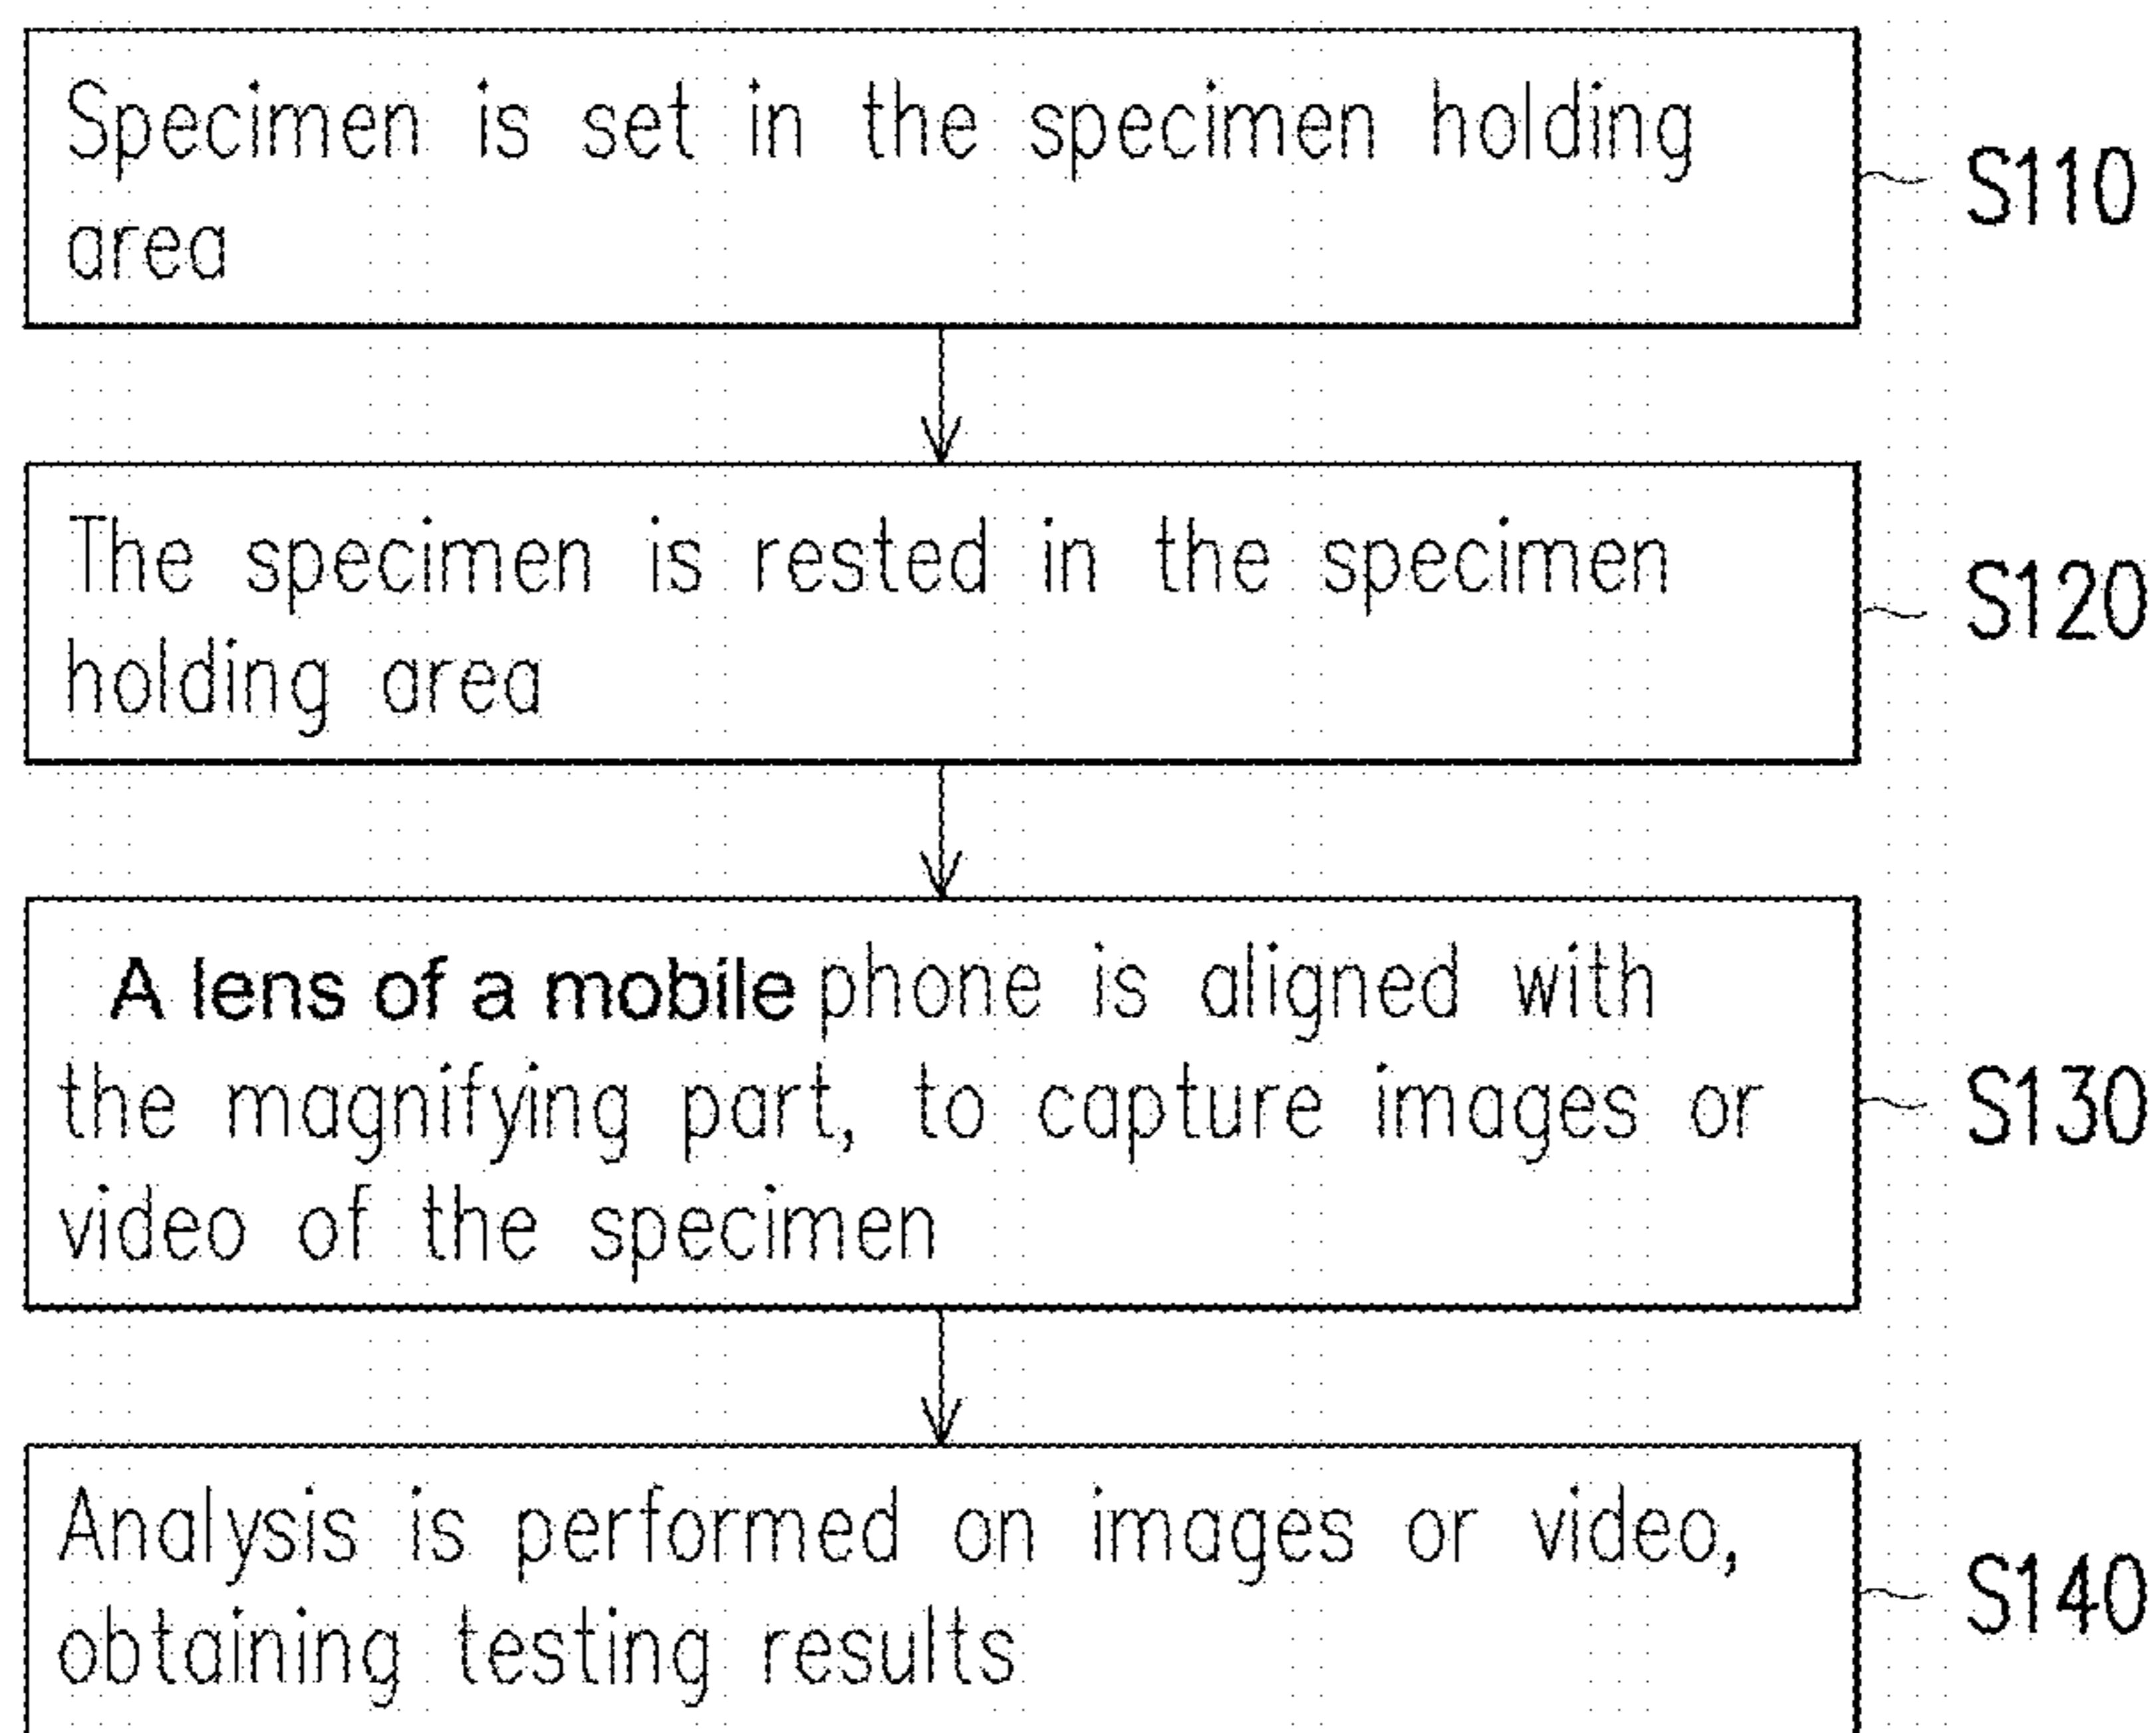 Specimen is set in the specimen holding
area
S110
The specimen is rested in the specimen
holding area
S120
A lens of a mobile phone is aligned with
the magnifying part, to capture images or
video of the specimen
S130
Analysis is performed on images or video,
obtaining testing results
S140